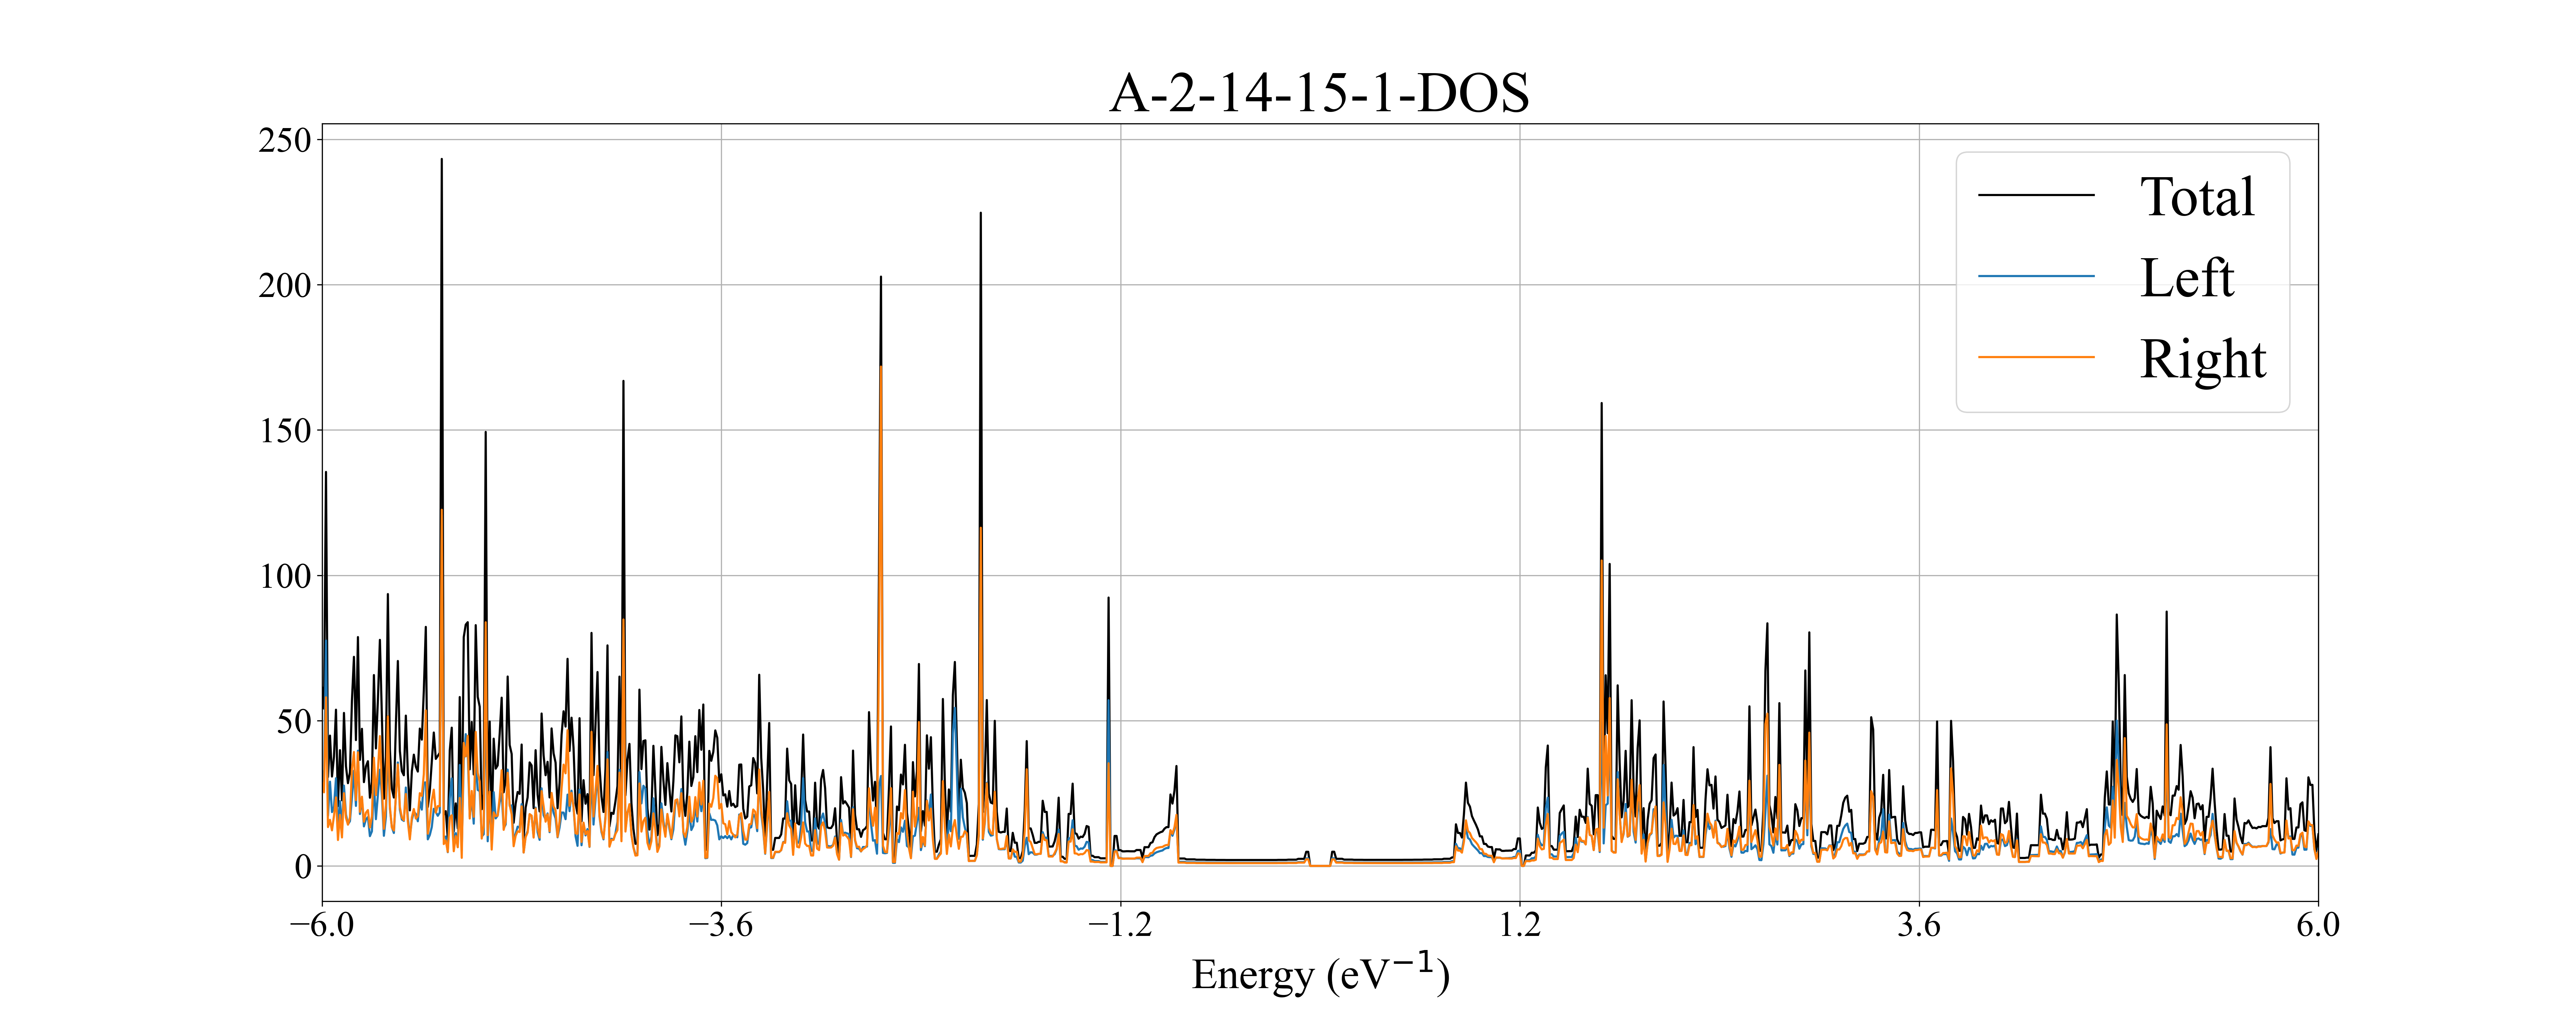 A-2-14-15-1-DOS
250
200
150
100
50
0
Total
Left
Right
−6.0 −3.6 −1.2 1.2 3.6 6.0
Energy (eV⁻¹)